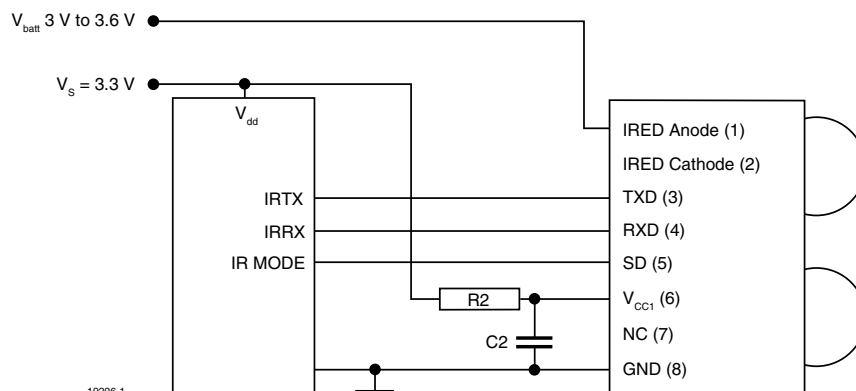 V_batt 3 V to 3.6 V
V_S = 3.3 V
V_dd
IRED Anode (1)
IRED Cathode (2)
IRTX
TXD (3)
IRRX
RXD (4)
IR MODE
SD (5)
R2
V_CC1 (6)
NC (7)
C2
GND (8)